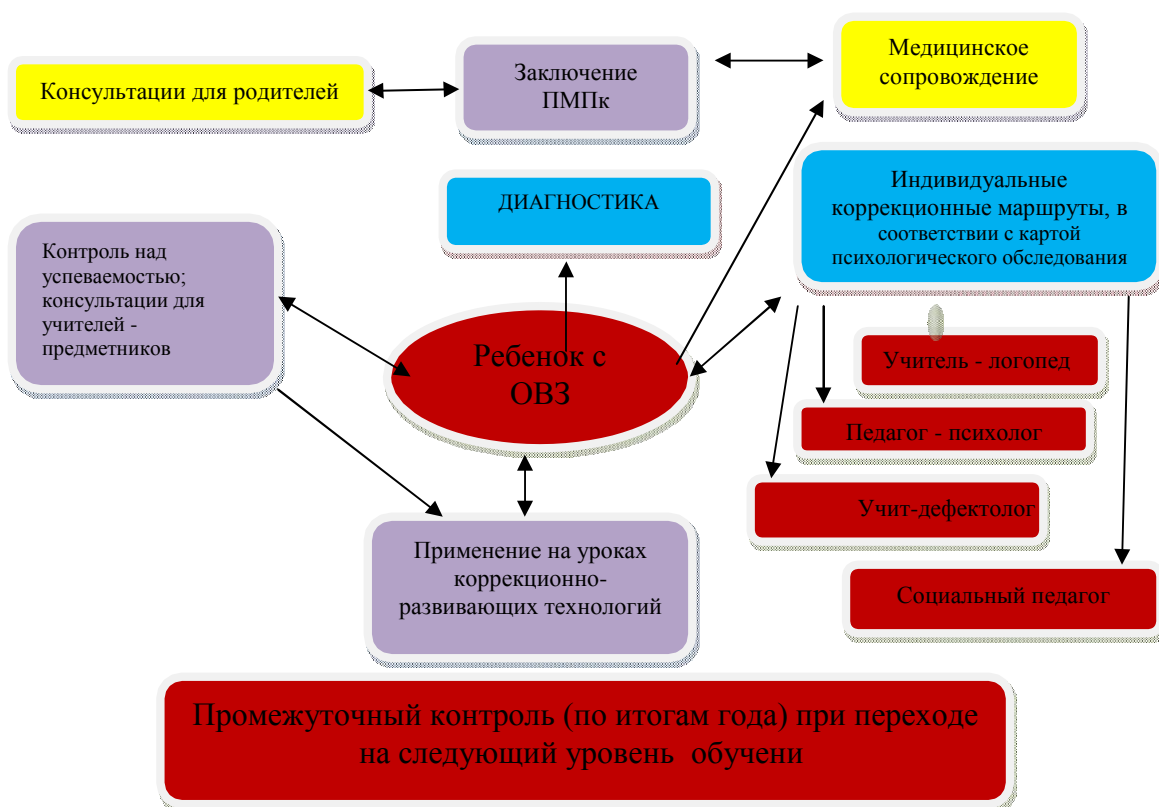 Консультации для родителей
Заключение
ПМПк
Медицинское
сопровождение
ДИАГНОСТИКА
Индивидуальные
коррекционные маршруты, в
соответствии с картой
психологического обследования
Контроль над
успеваемостью;
консультации для
учителей -
предметников
Ребенок с
ОВЗ
Учитель - логопед
Педагог - психолог
Учит-дефектолог
Социальный педагог
Применение на уроках
коррекционно-
развивающих технологий
Промежуточный контроль (по итогам года) при переходе
на следующий уровень обучени